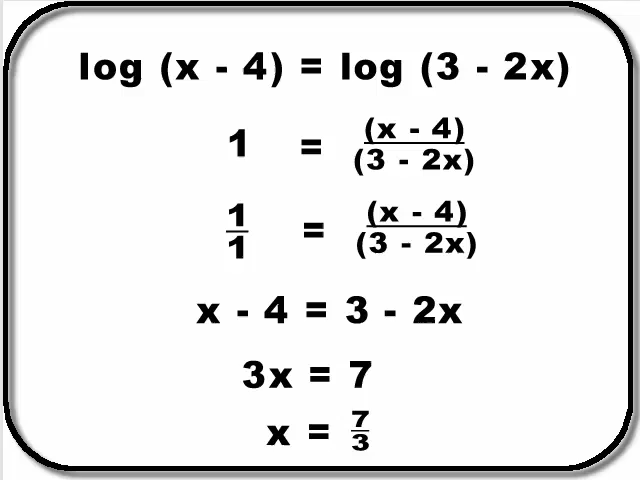 log (x - 4) = log (3 - 2x)
1 = (x - 4)/(3 - 2x)
1/1 = (x - 4)/(3 - 2x)
x - 4 = 3 - 2x
3x = 7
x = 7/3